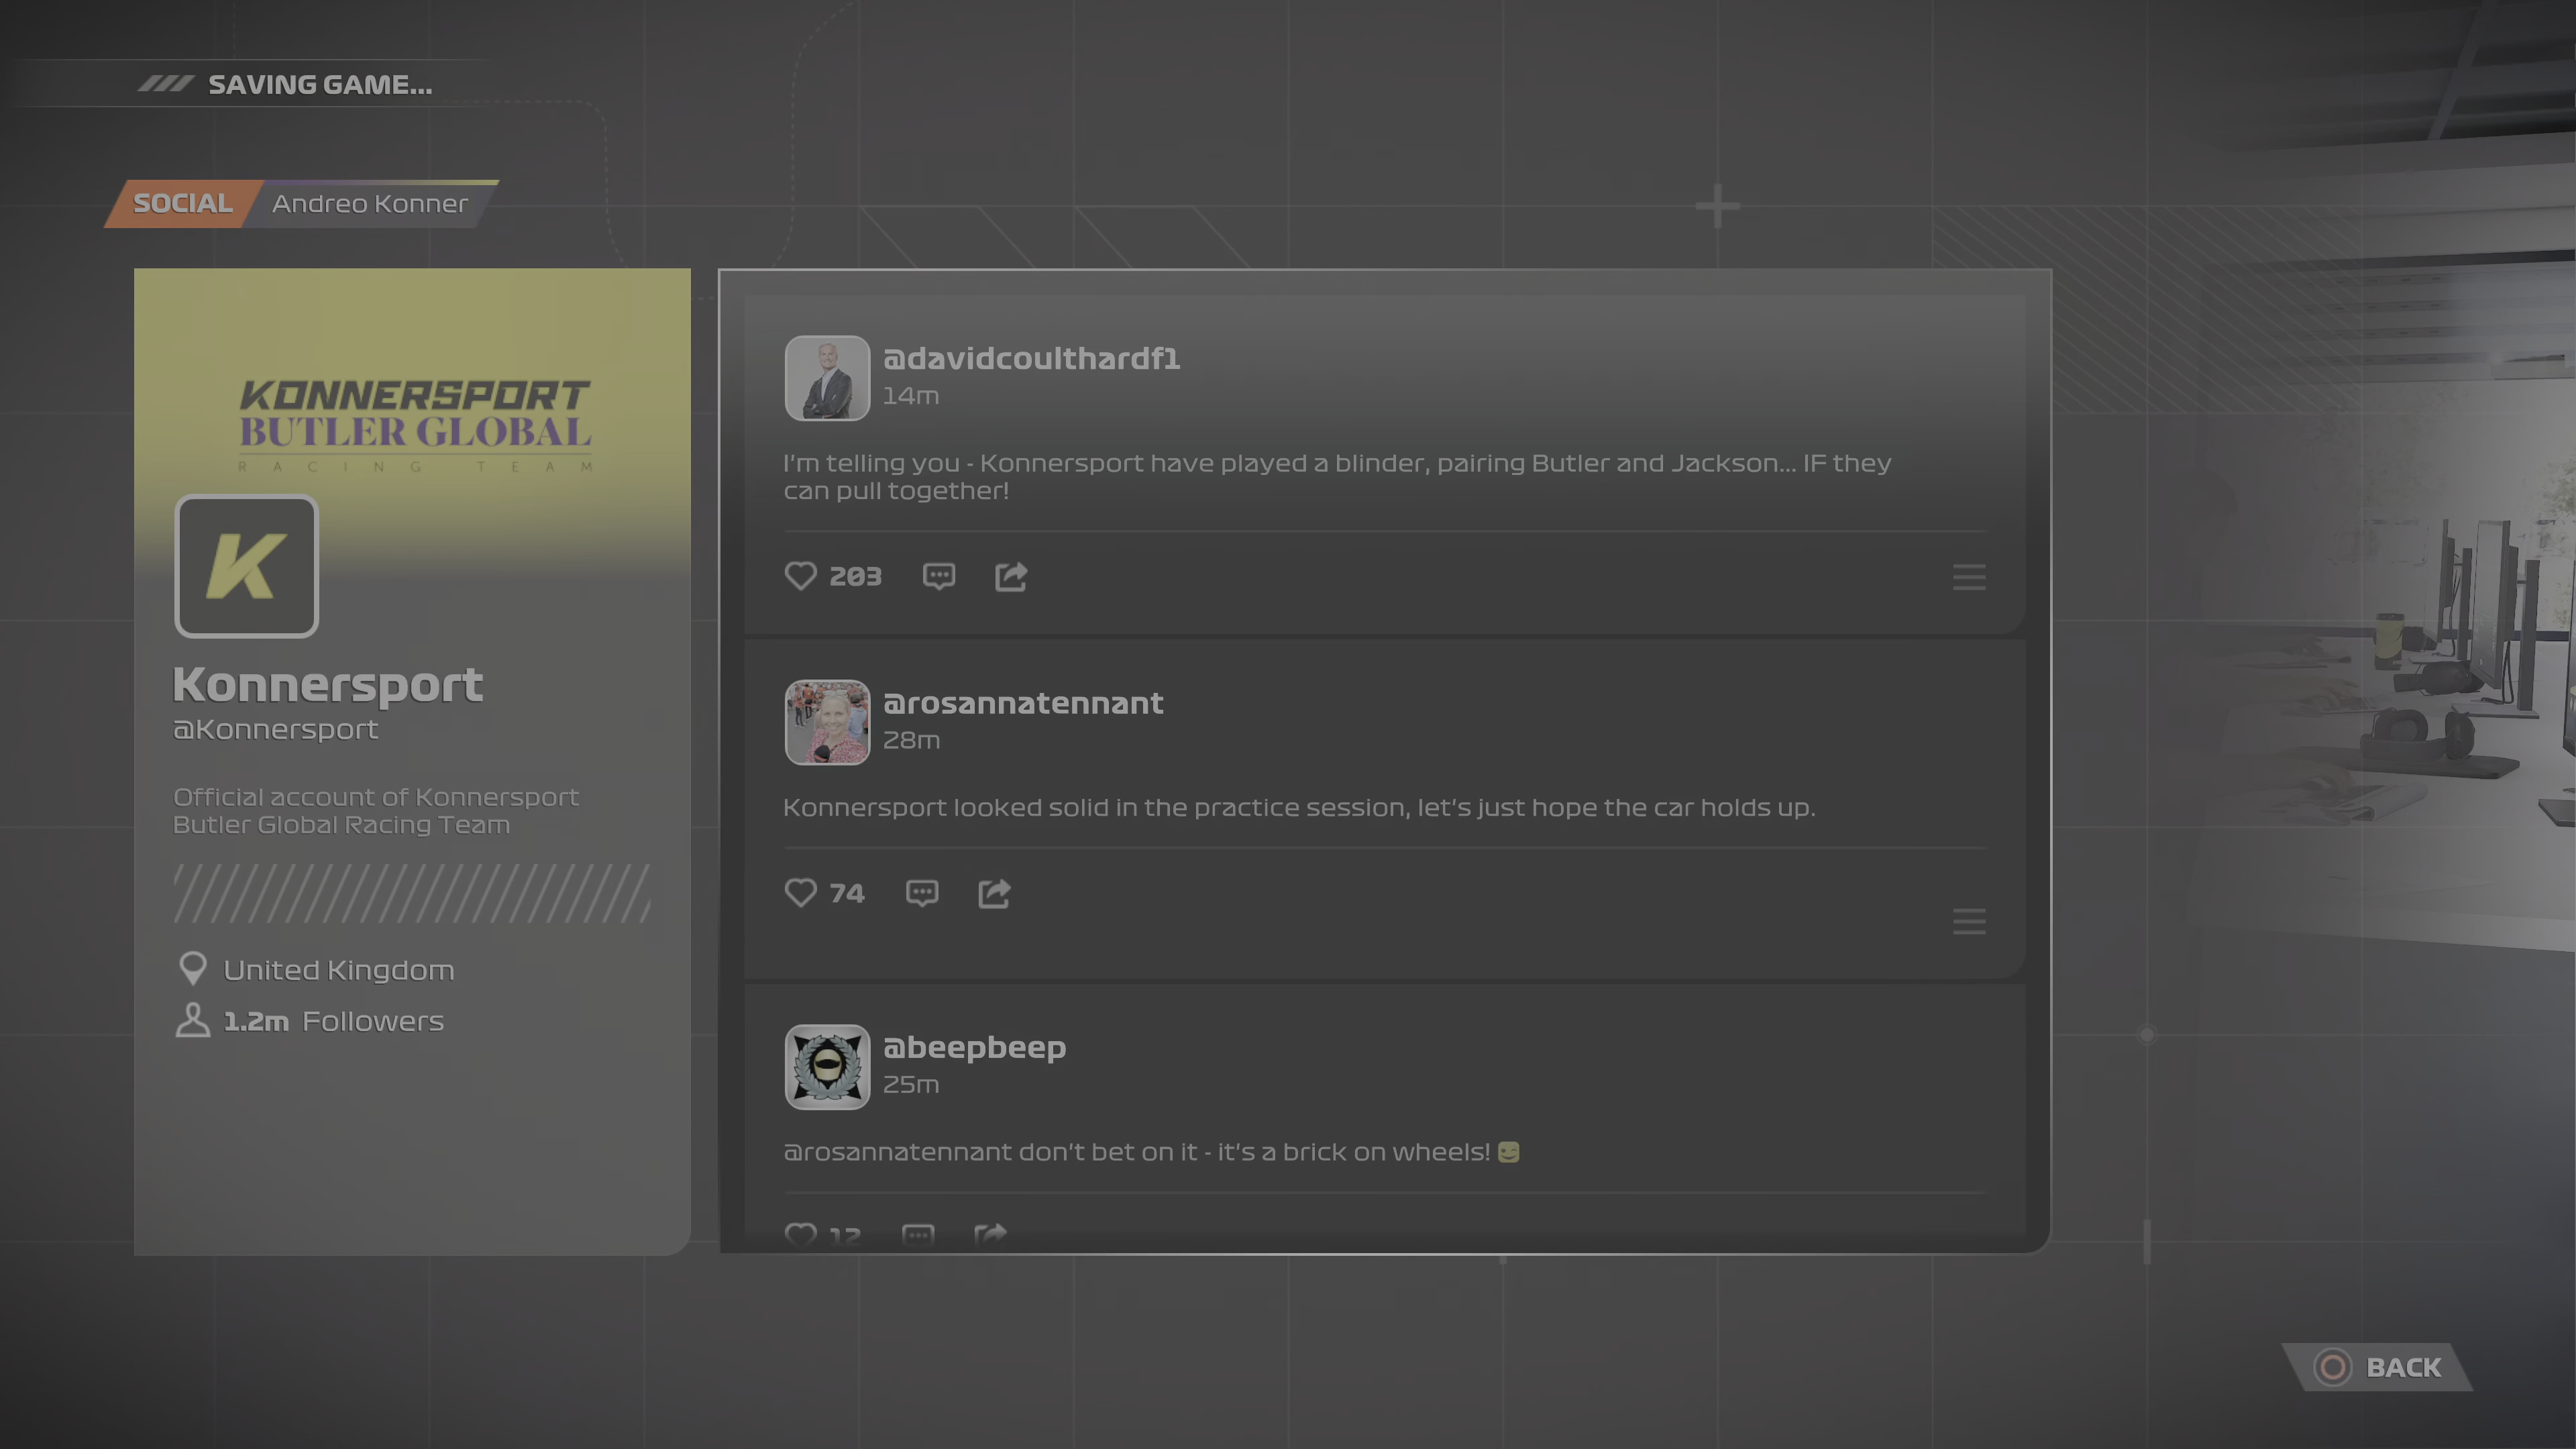 SAVING GAME...
SOCIAL Andreo Konner
KONNERSPORT
BUTLER GLOBAL
RACING TEAM
K
Konnersport
@Konnersport
Official account of Konnersport
Butler Global Racing Team
United Kingdom
1.2m Followers
@davidcoulthardf1
14m
I'm telling you - Konnersport have played a blinder, pairing Butler and Jackson... IF they
can pull together!
203
@rosannatennant
28m
Konnersport looked solid in the practice session, let's just hope the car holds up.
74
@beepbeep
25m
@rosannatennant don't bet on it - it's a brick on wheels! 😉
12
BACK